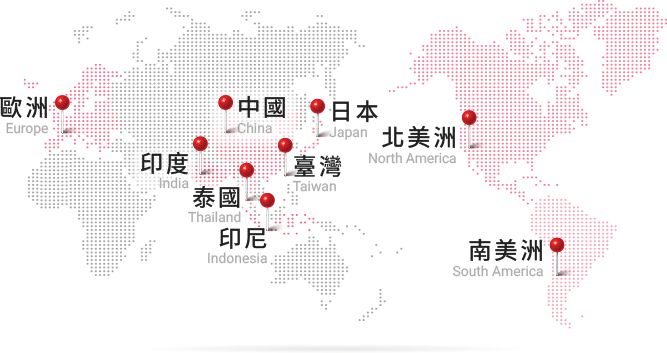 歐洲
Europe
中國
China
日本
Japan
北美洲
North America
印度
India
臺灣
Taiwan
泰國
Thailand
印尼
Indonesia
南美洲
South America